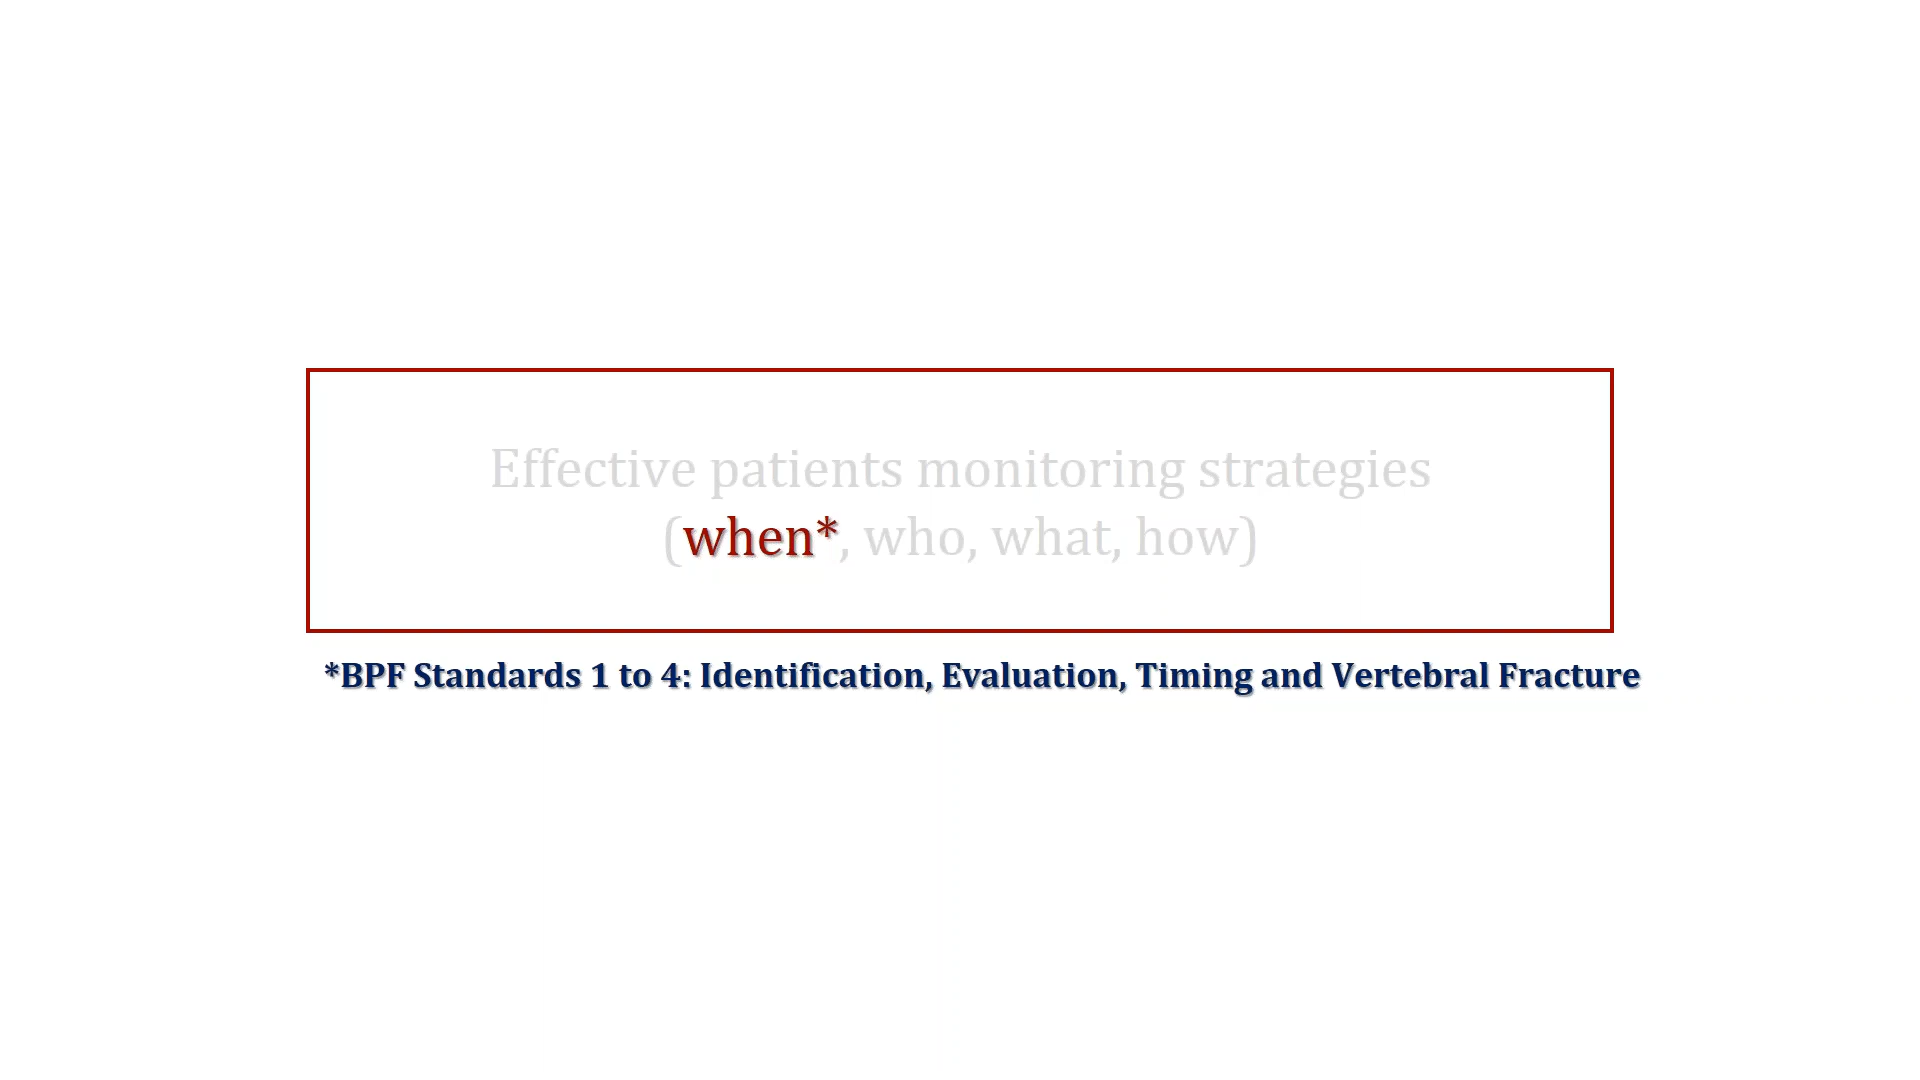 Effective patients monitoring strategies
(when*, who, what, how)
*BPF Standards 1 to 4: Identification, Evaluation, Timing and Vertebral Fracture